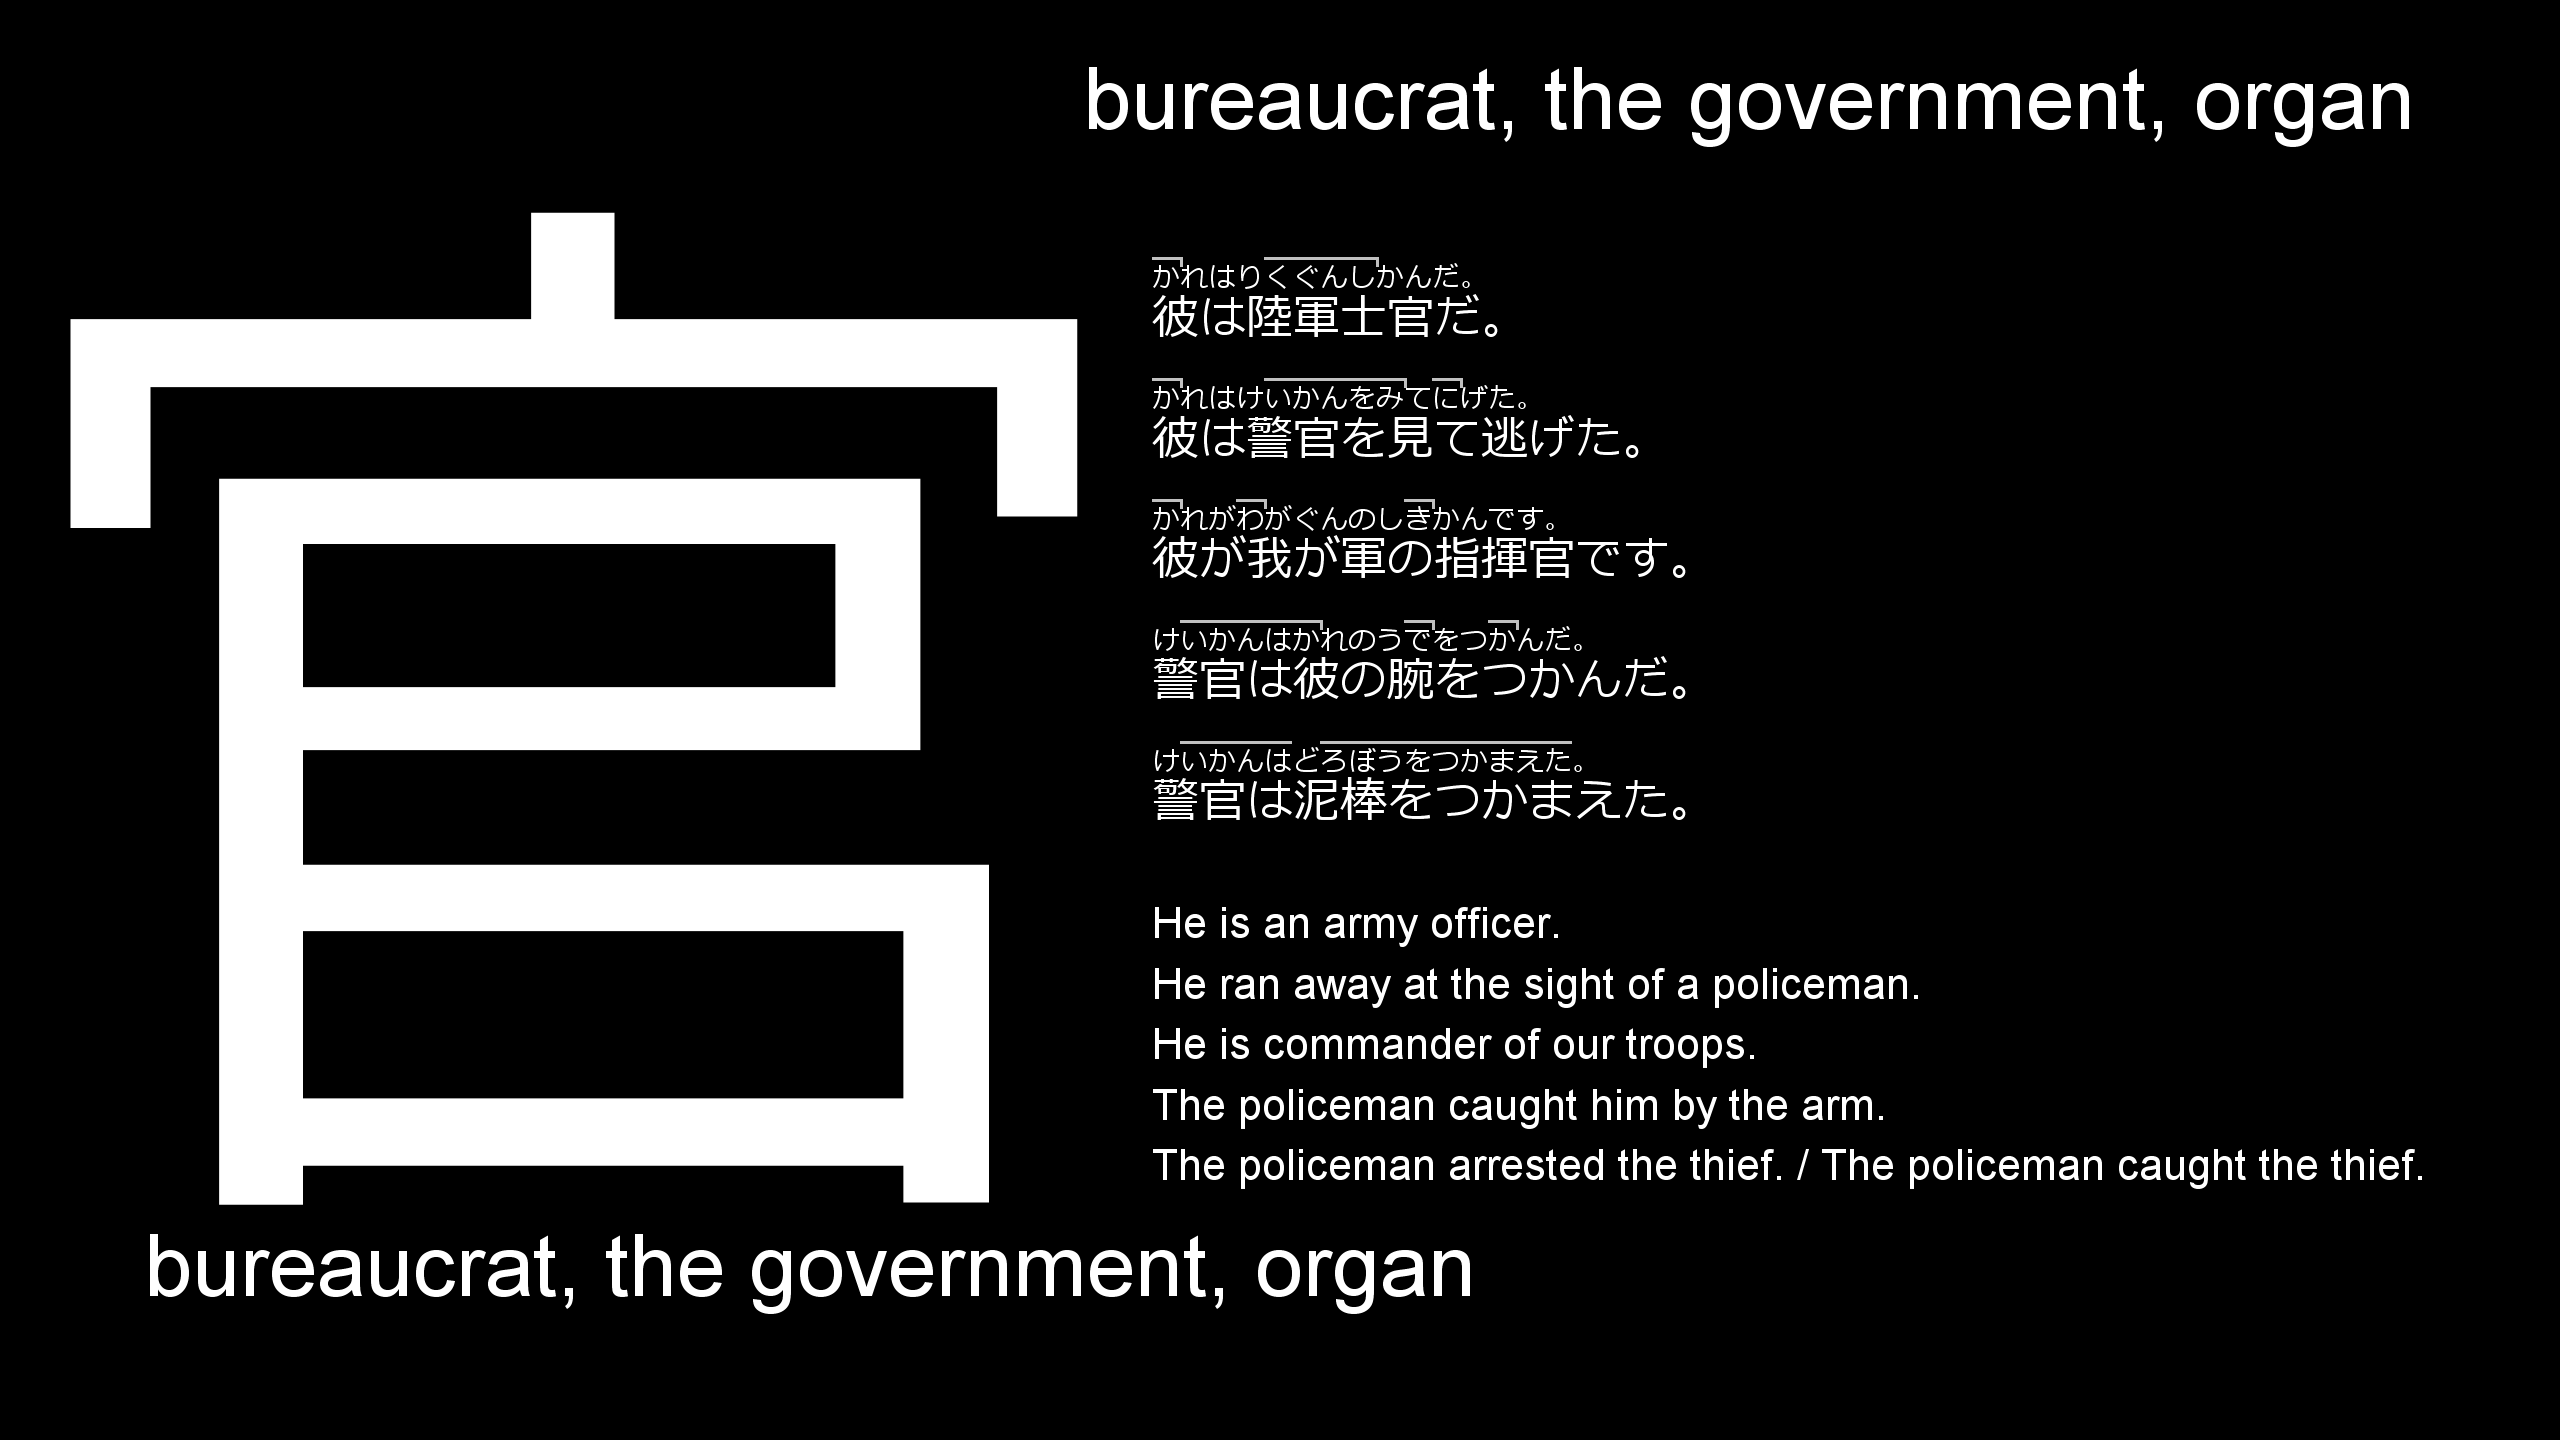 bureaucrat, the government, organ
官
かれはりくぐんしかんだ。
彼は陸軍士官だ。
かれはけいかんをみてにげた。
彼は警官を見て逃げた。
かれがわがぐんのしきかんです。
彼が我が軍の指揮官です。
けいかんはかれのうでをつかんだ。
警官は彼の腕をつかんだ。
けいかんはどろぼうをつかまえた。
警官は泥棒をつかまえた。
He is an army officer.
He ran away at the sight of a policeman.
He is commander of our troops.
The policeman caught him by the arm.
The policeman arrested the thief. / The policeman caught the thief.
bureaucrat, the government, organ